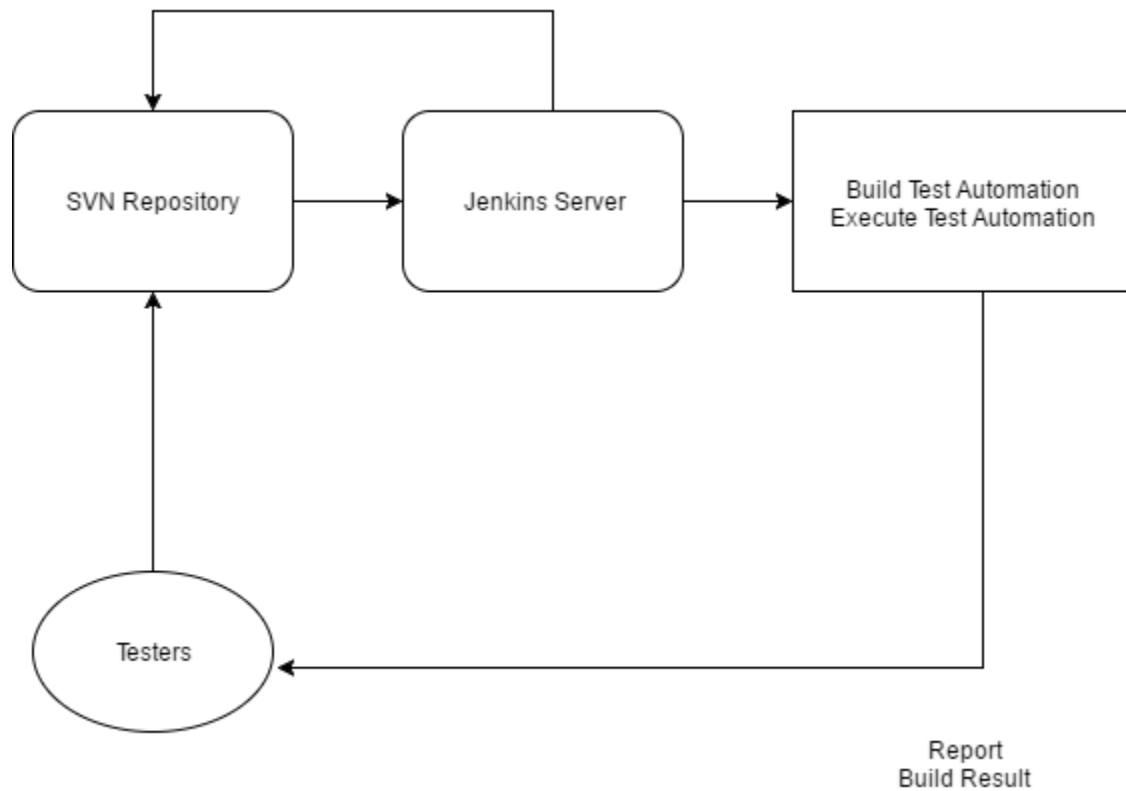 SVN Repository
Jenkins Server
Build Test Automation
Execute Test Automation
Testers
Report
Build Result